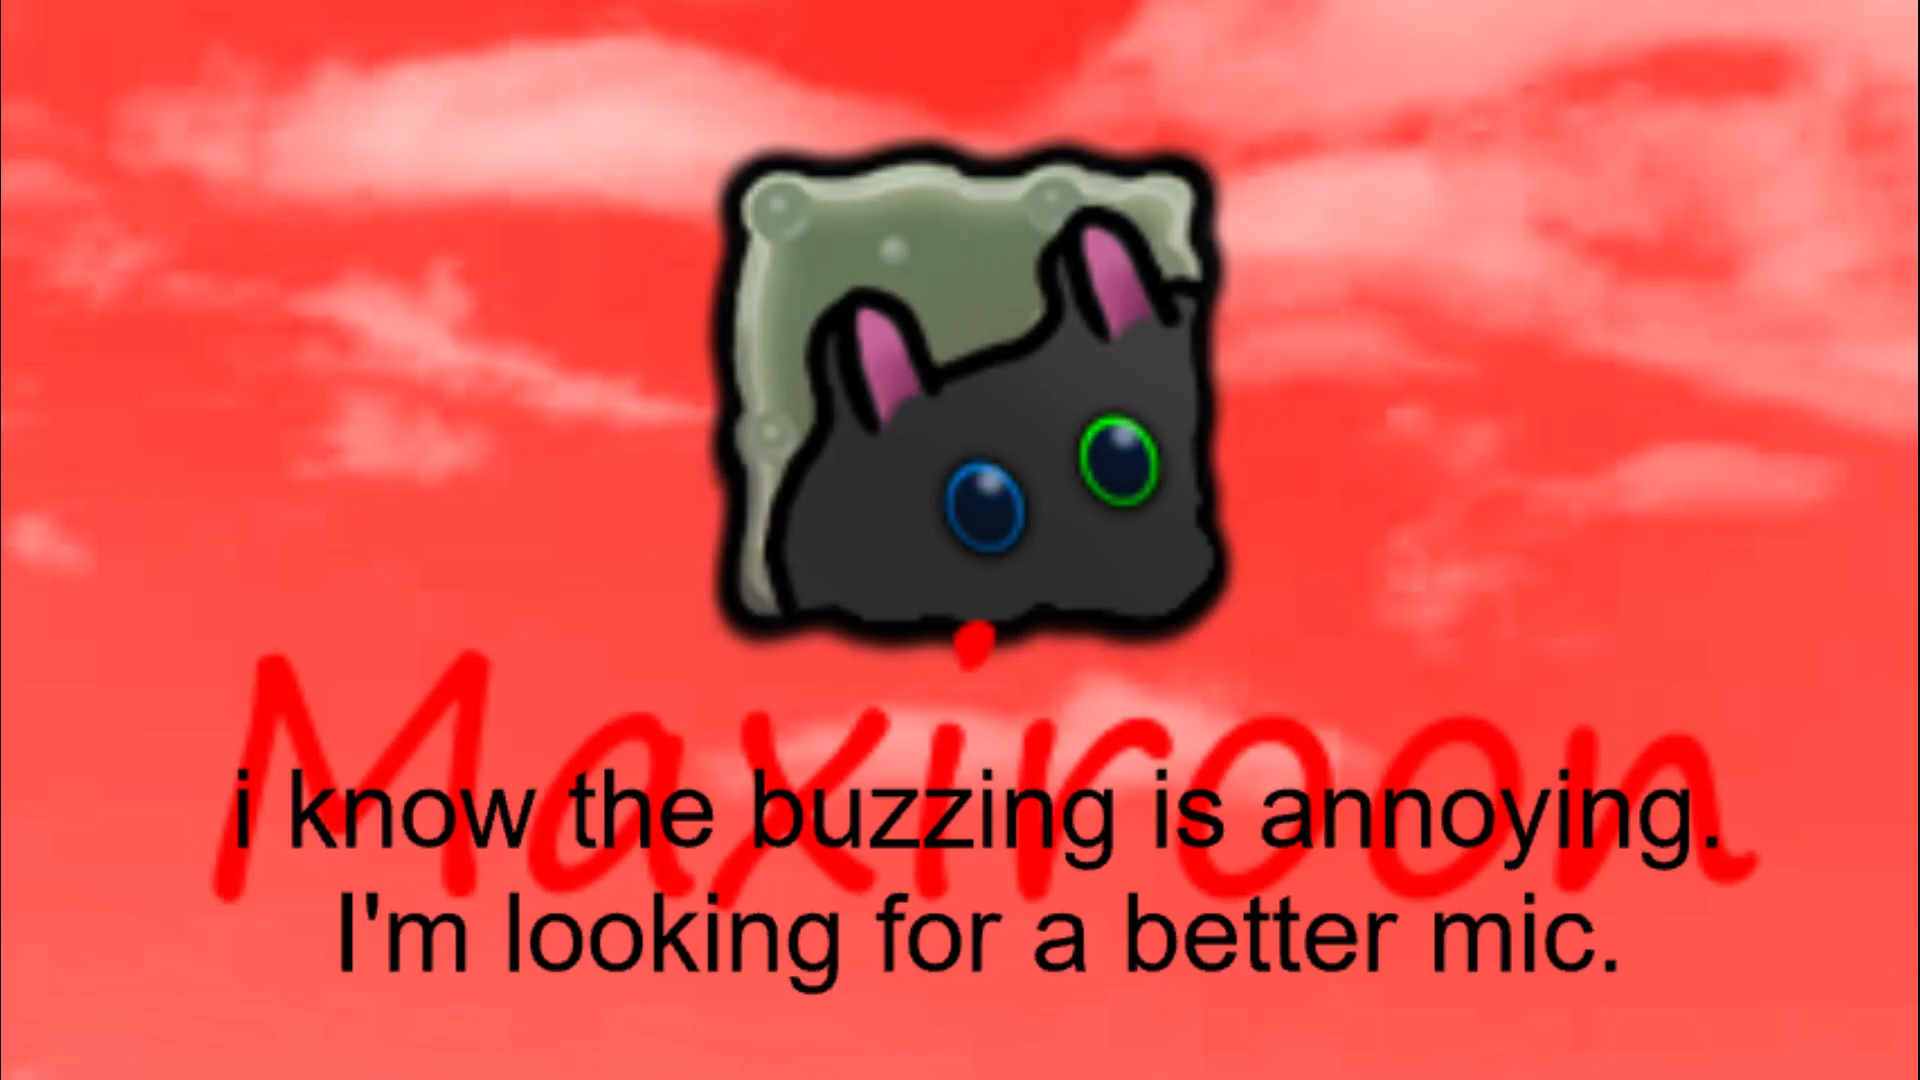 Maxiroon
i know the buzzing is annoying.
I'm looking for a better mic.